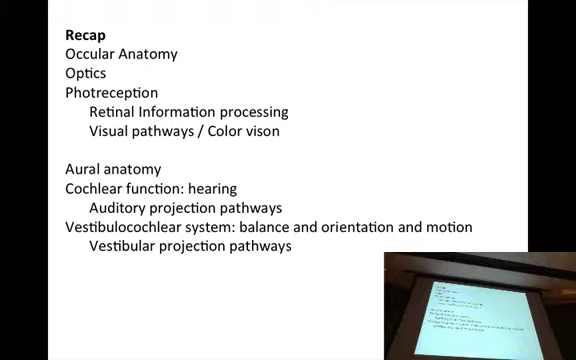 Recap
Occular Anatomy
Optics
Photreception
Retinal Information processing
Visual pathways / Color vison
Aural anatomy
Cochlear function: hearing
Auditory projection pathways
Vestibulocochlear system: balance and orientation and motion
Vestibular projection pathways